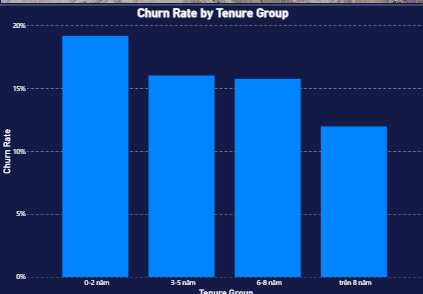 Churn Rate by Tenure Group
20%
15%
10%
5%
0%
Churn Rate
0-2 năm
3-5 năm
6-8 năm
trên 8 năm
Tenure Group